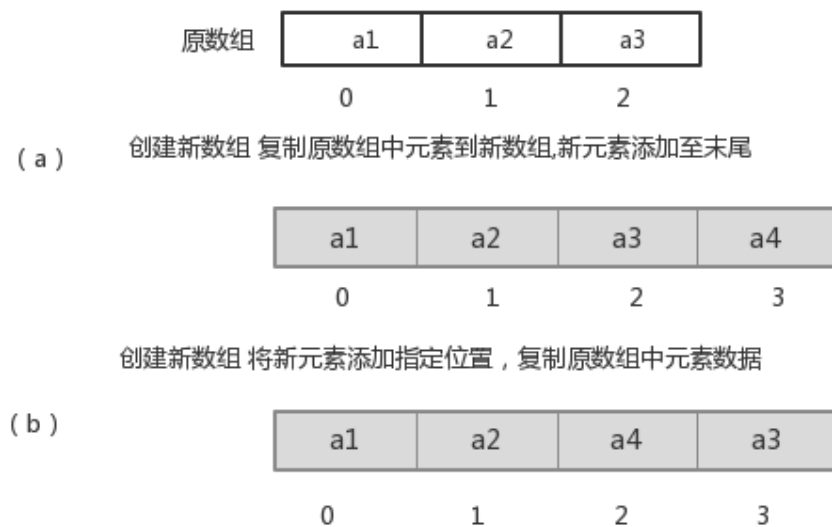 原数组 a1 a2 a3
0 1 2
(a) 创建新数组 复制原数组中元素到新数组,新元素添加至末尾
a1 a2 a3 a4
0 1 2 3
创建新数组 将新元素添加指定位置，复制原数组中元素数据
(b) a1 a2 a4 a3
0 1 2 3